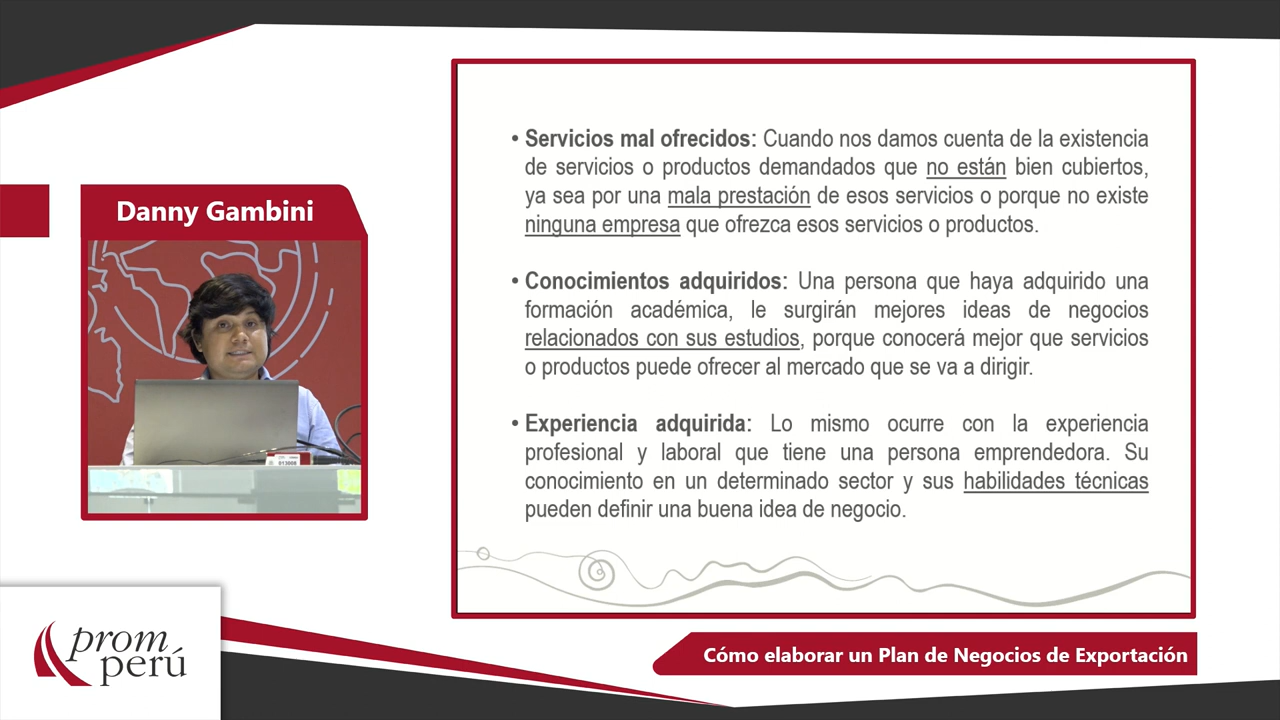 Danny Gambini
• Servicios mal ofrecidos: Cuando nos damos cuenta de la existencia
de servicios o productos demandados que no están bien cubiertos,
ya sea por una mala prestación de esos servicios o porque no existe
ninguna empresa que ofrezca esos servicios o productos.
• Conocimientos adquiridos: Una persona que haya adquirido una
formación académica, le surgirán mejores ideas de negocios
relacionados con sus estudios, porque conocerá mejor que servicios
o productos puede ofrecer al mercado que se va a dirigir.
• Experiencia adquirida: Lo mismo ocurre con la experiencia
profesional y laboral que tiene una persona emprendedora. Su
conocimiento en un determinado sector y sus habilidades técnicas
pueden definir una buena idea de negocio.
prom
perú
Cómo elaborar un Plan de Negocios de Exportación